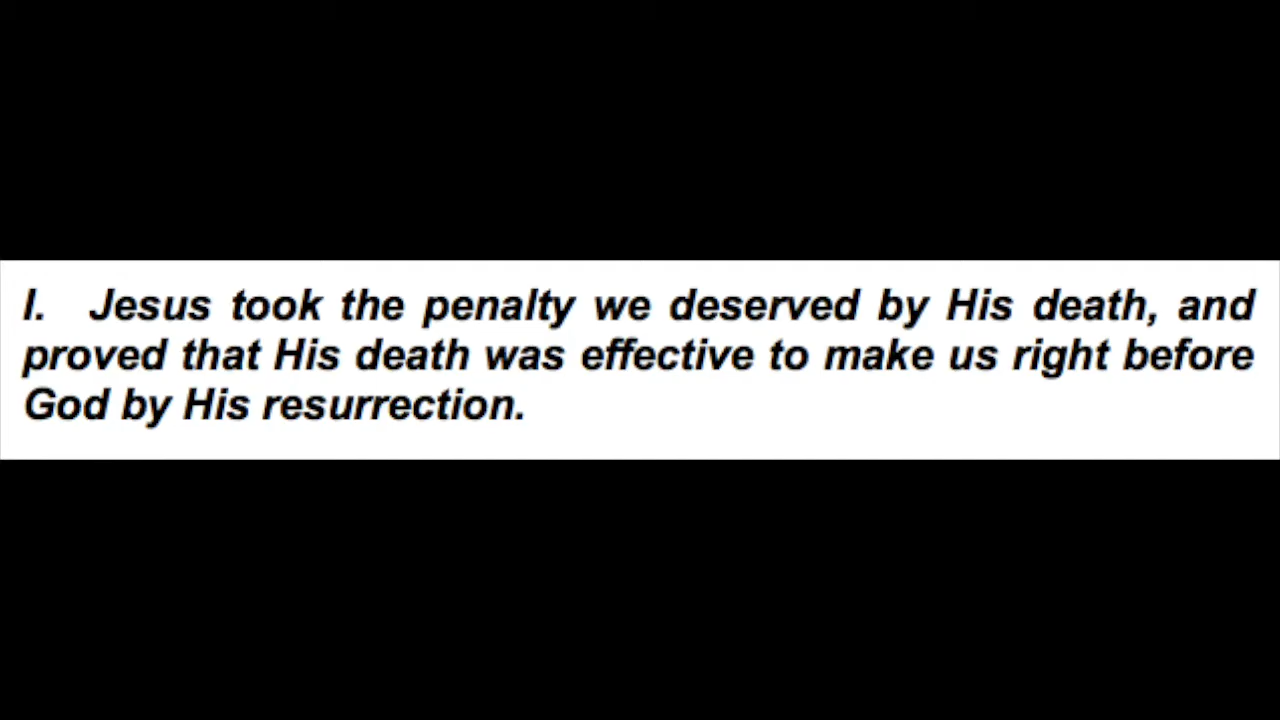 I. Jesus took the penalty we deserved by His death, and
proved that His death was effective to make us right before
God by His resurrection.